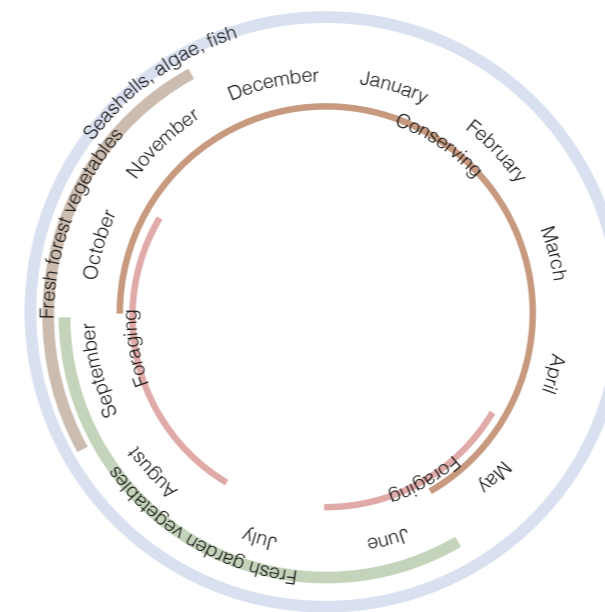 Seashells, algae, fish
Fresh forest vegetables
Fresh garden vegetables
January
February
March
April
May
June
July
August
September
October
November
December
Conserving
Foraging
Foraging